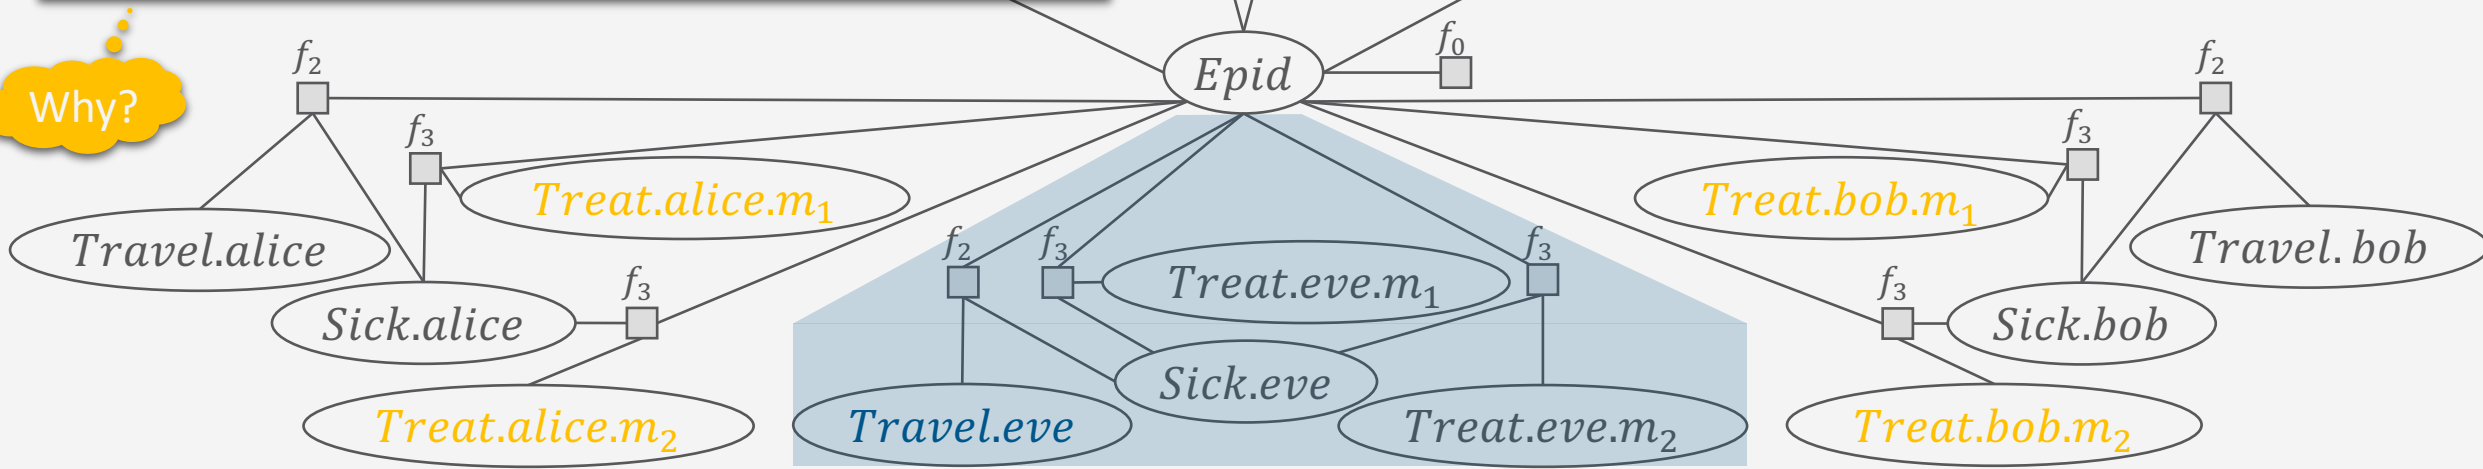 f₀
Epid
f₂
f₂
Why?
f₃
f₃
Treat.alice.m₁
Treat.bob.m₁
Travel.alice
f₂
f₃
f₃
Travel.bob
Treat.eve.m₁
f₃
f₃
Sick.alice
Sick.bob
Sick.eve
Treat.alice.m₂
Travel.eve
Treat.eve.m₂
Treat.bob.m₂